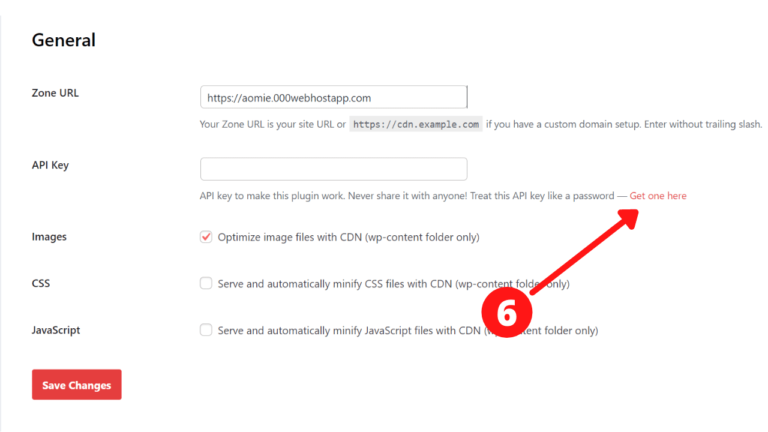 General
Zone URL
https://aomie.000webhostapp.com
Your Zone URL is your site URL or https://cdn.example.com if you have a custom domain setup. Enter without trailing slash.
API Key
API key to make this plugin work. Never share it with anyone! Treat this API key like a password — Get one here
Images
Optimize image files with CDN (wp-content folder only)
CSS
Serve and automatically minify CSS files with CDN (wp-content folder only)
6
JavaScript
Serve and automatically minify JavaScript files with CDN (wp-content folder only)
Save Changes